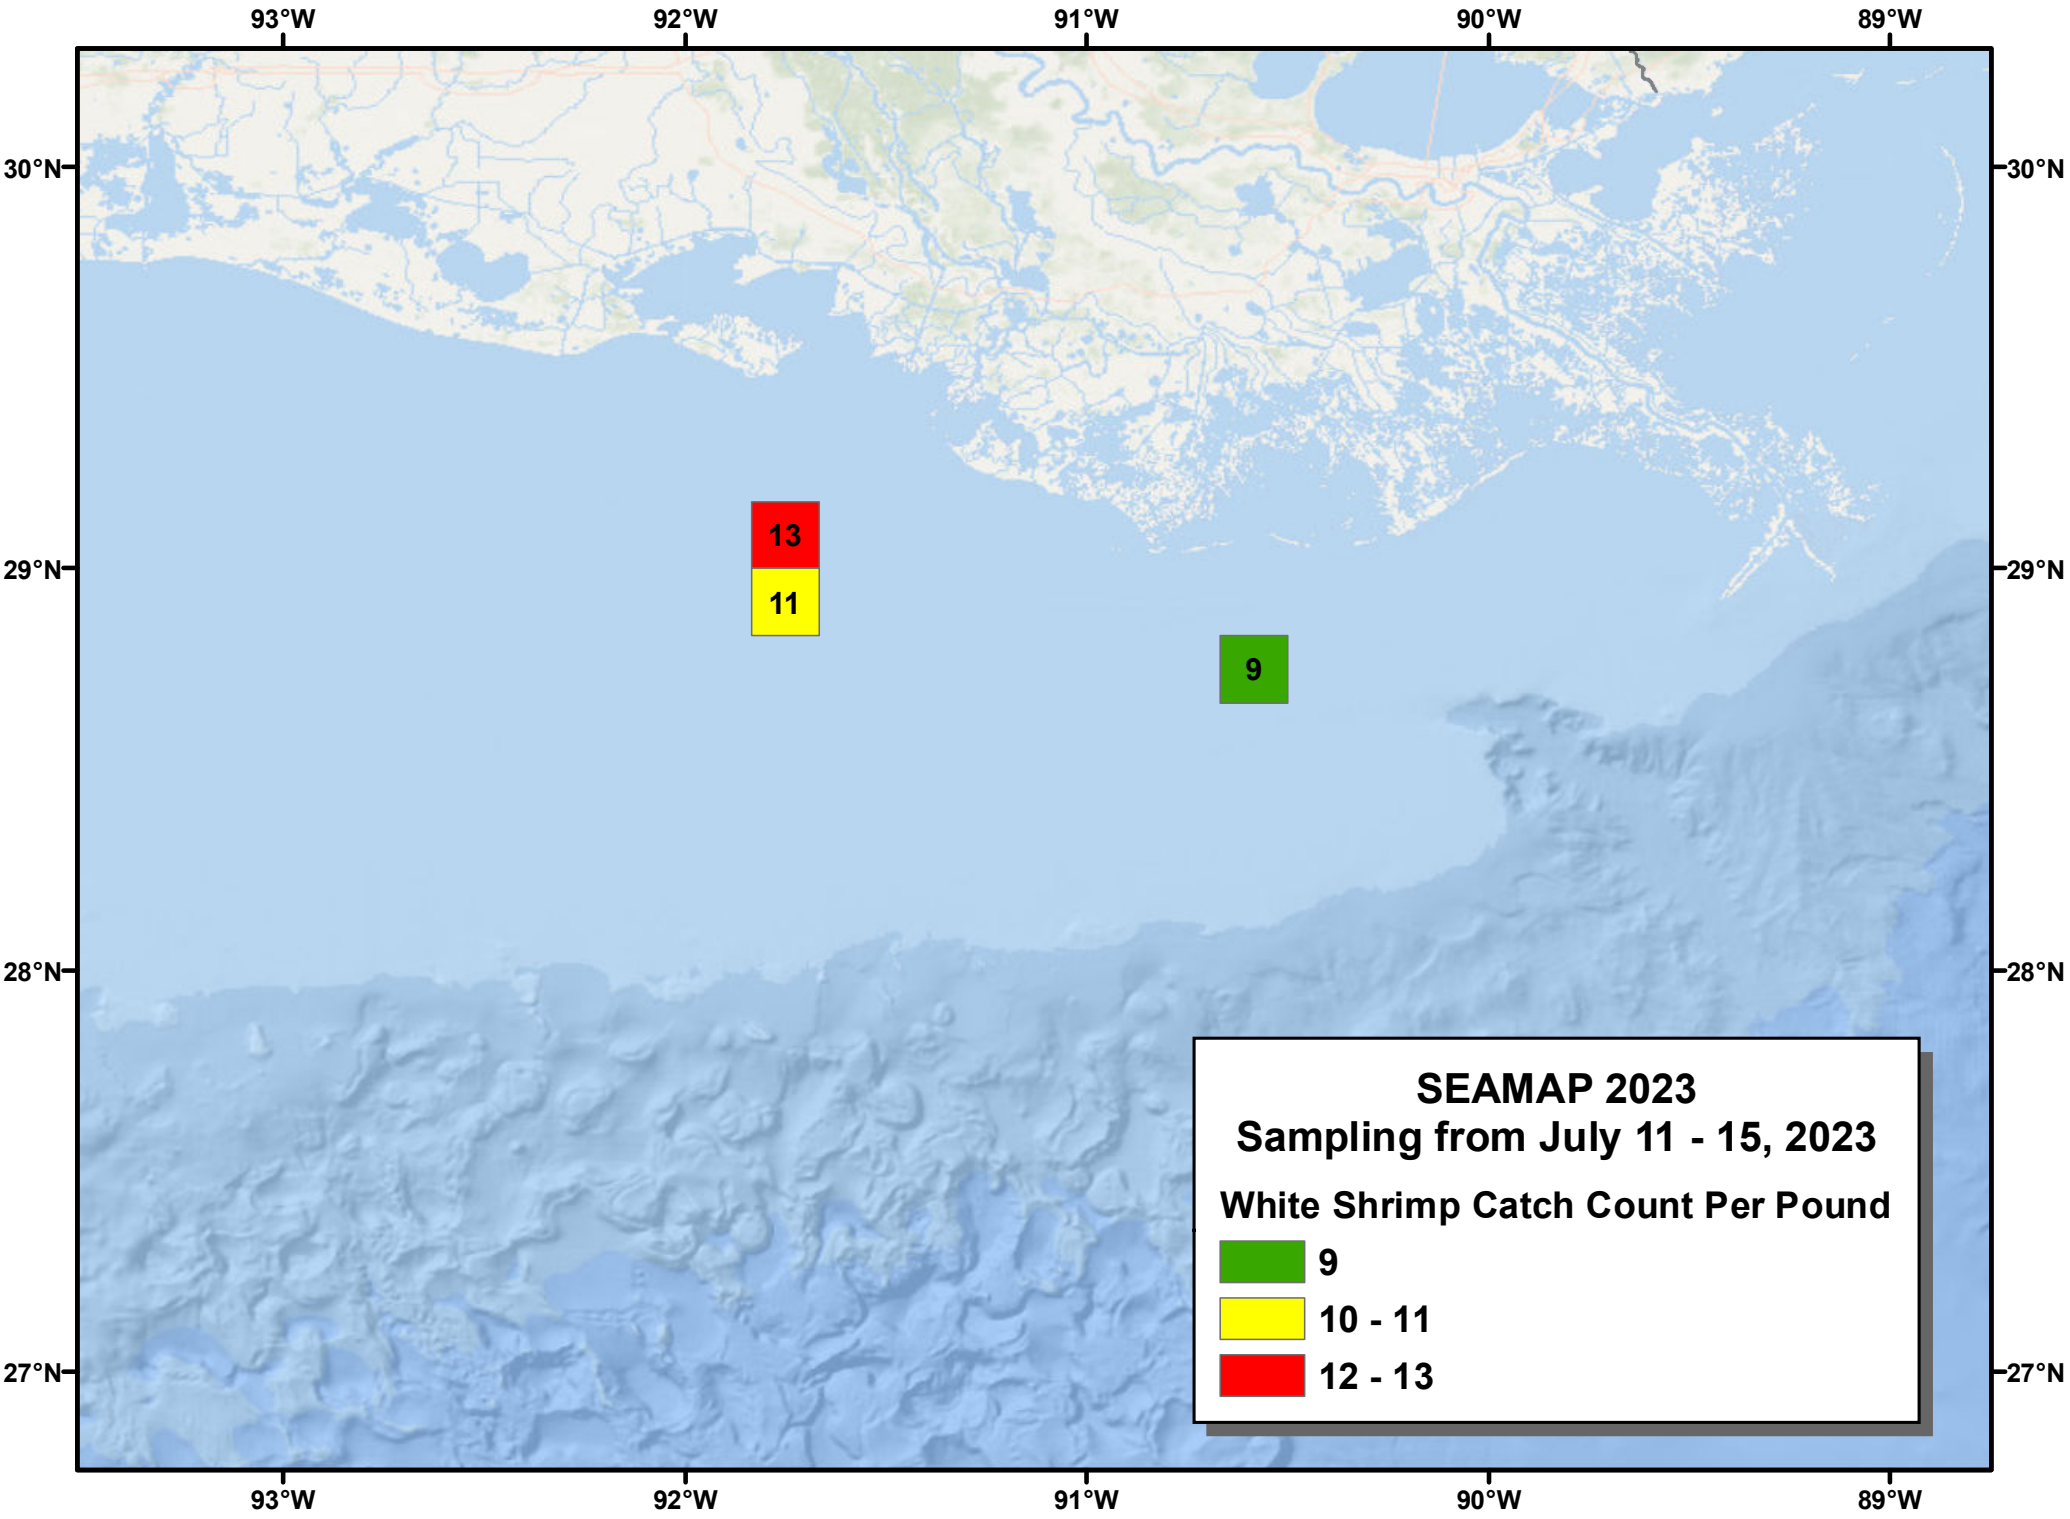 93°W 92°W 91°W 90°W 89°W
30°N 30°N
13
29°N 29°N
11
9
28°N 28°N
SEAMAP 2023
Sampling from July 11 - 15, 2023
White Shrimp Catch Count Per Pound
9
10 - 11
12 - 13
27°N 27°N
93°W 92°W 91°W 90°W 89°W